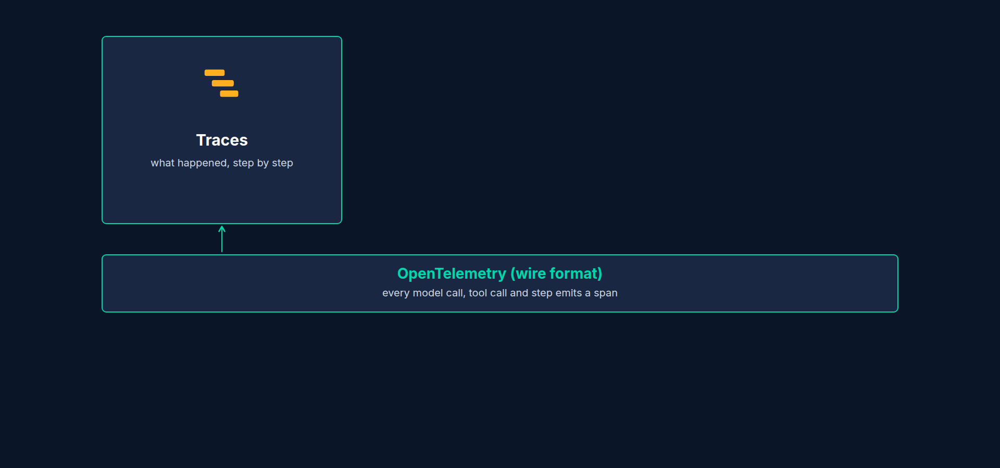 Traces
what happened, step by step
OpenTelemetry (wire format)
every model call, tool call and step emits a span